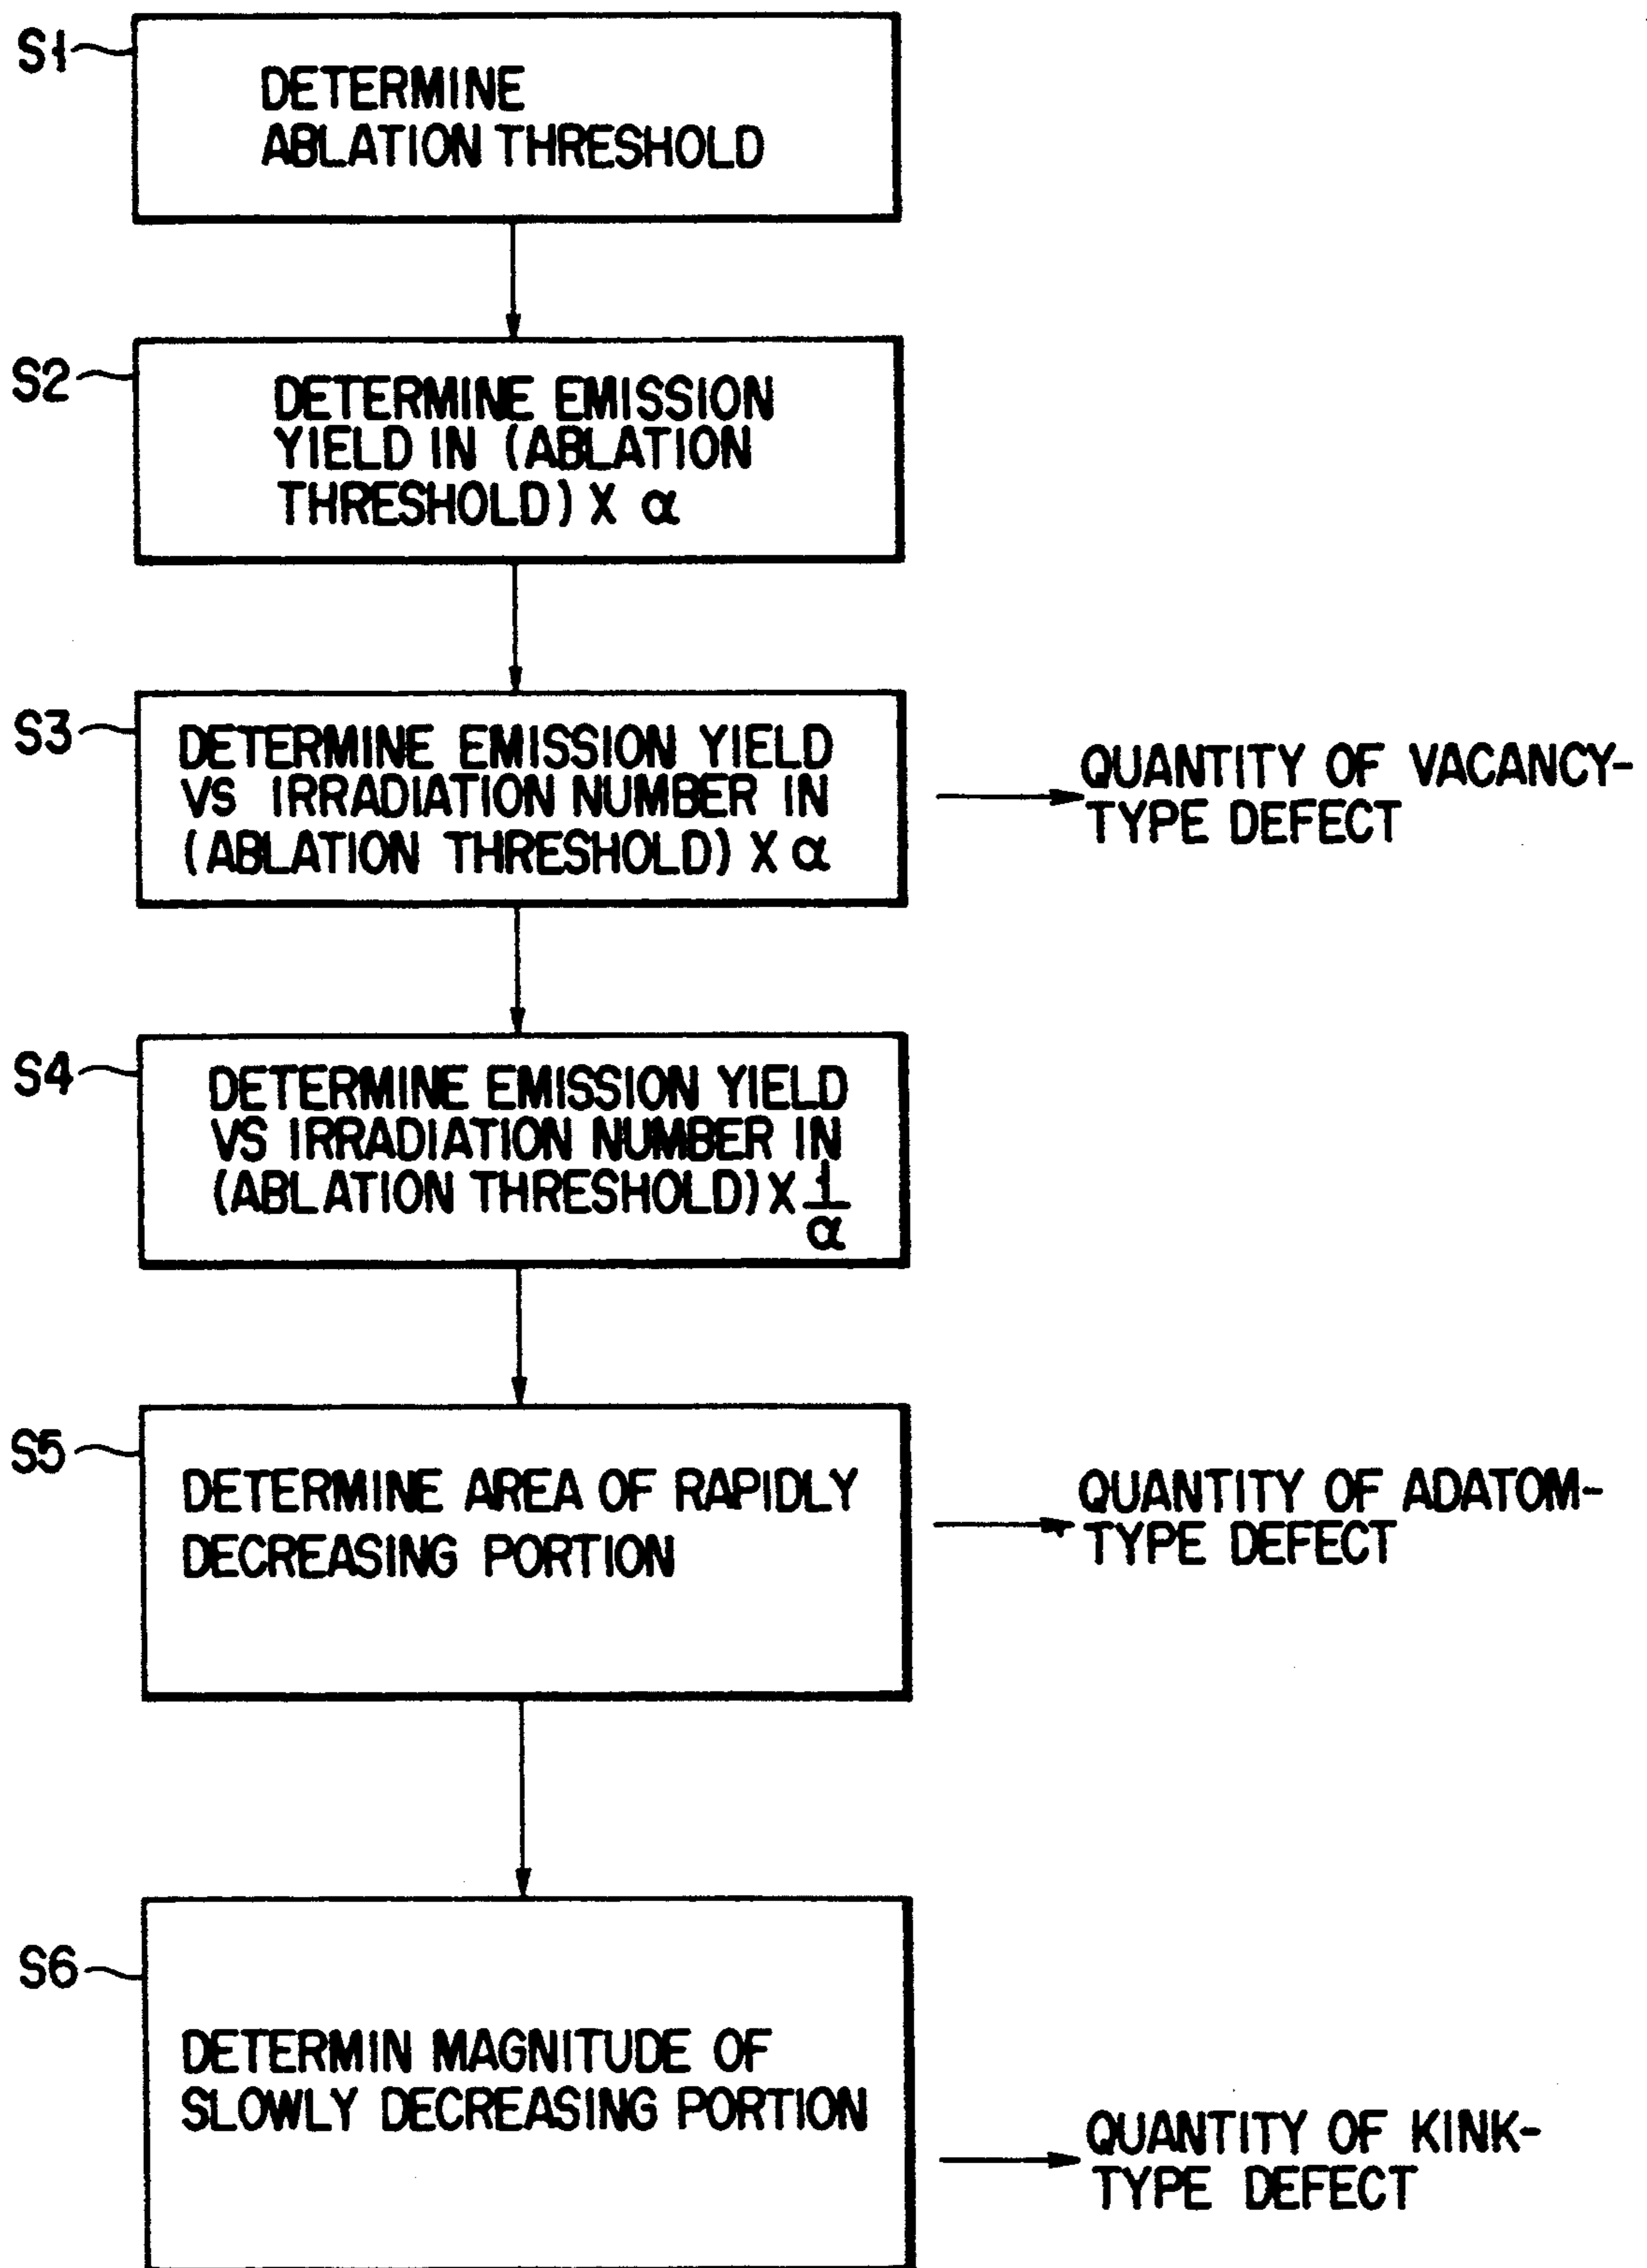 S1
DETERMINE
ABLATION THRESHOLD
S2
DETERMINE EMISSION
YIELD IN (ABLATION
THRESHOLD) X α
S3
DETERMINE EMISSION YIELD
VS IRRADIATION NUMBER IN
(ABLATION THRESHOLD) X α
QUANTITY OF VACANCY-
TYPE DEFECT
S4
DETERMINE EMISSION YIELD
VS IRRADIATION NUMBER IN
(ABLATION THRESHOLD) X 1/α
S5
DETERMINE AREA OF RAPIDLY
DECREASING PORTION
QUANTITY OF ADATOM-
TYPE DEFECT
S6
DETERMIN MAGNITUDE OF
SLOWLY DECREASING PORTION
QUANTITY OF KINK-
TYPE DEFECT